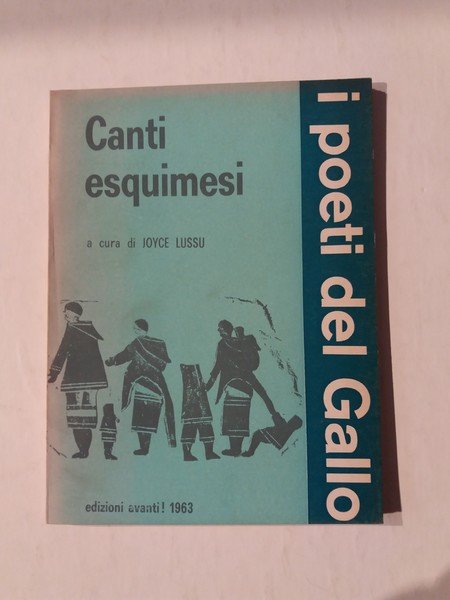 Canti
esquimesi
a cura di JOYCE LUSSU
edizioni avanti! 1963
i poeti del Gallo